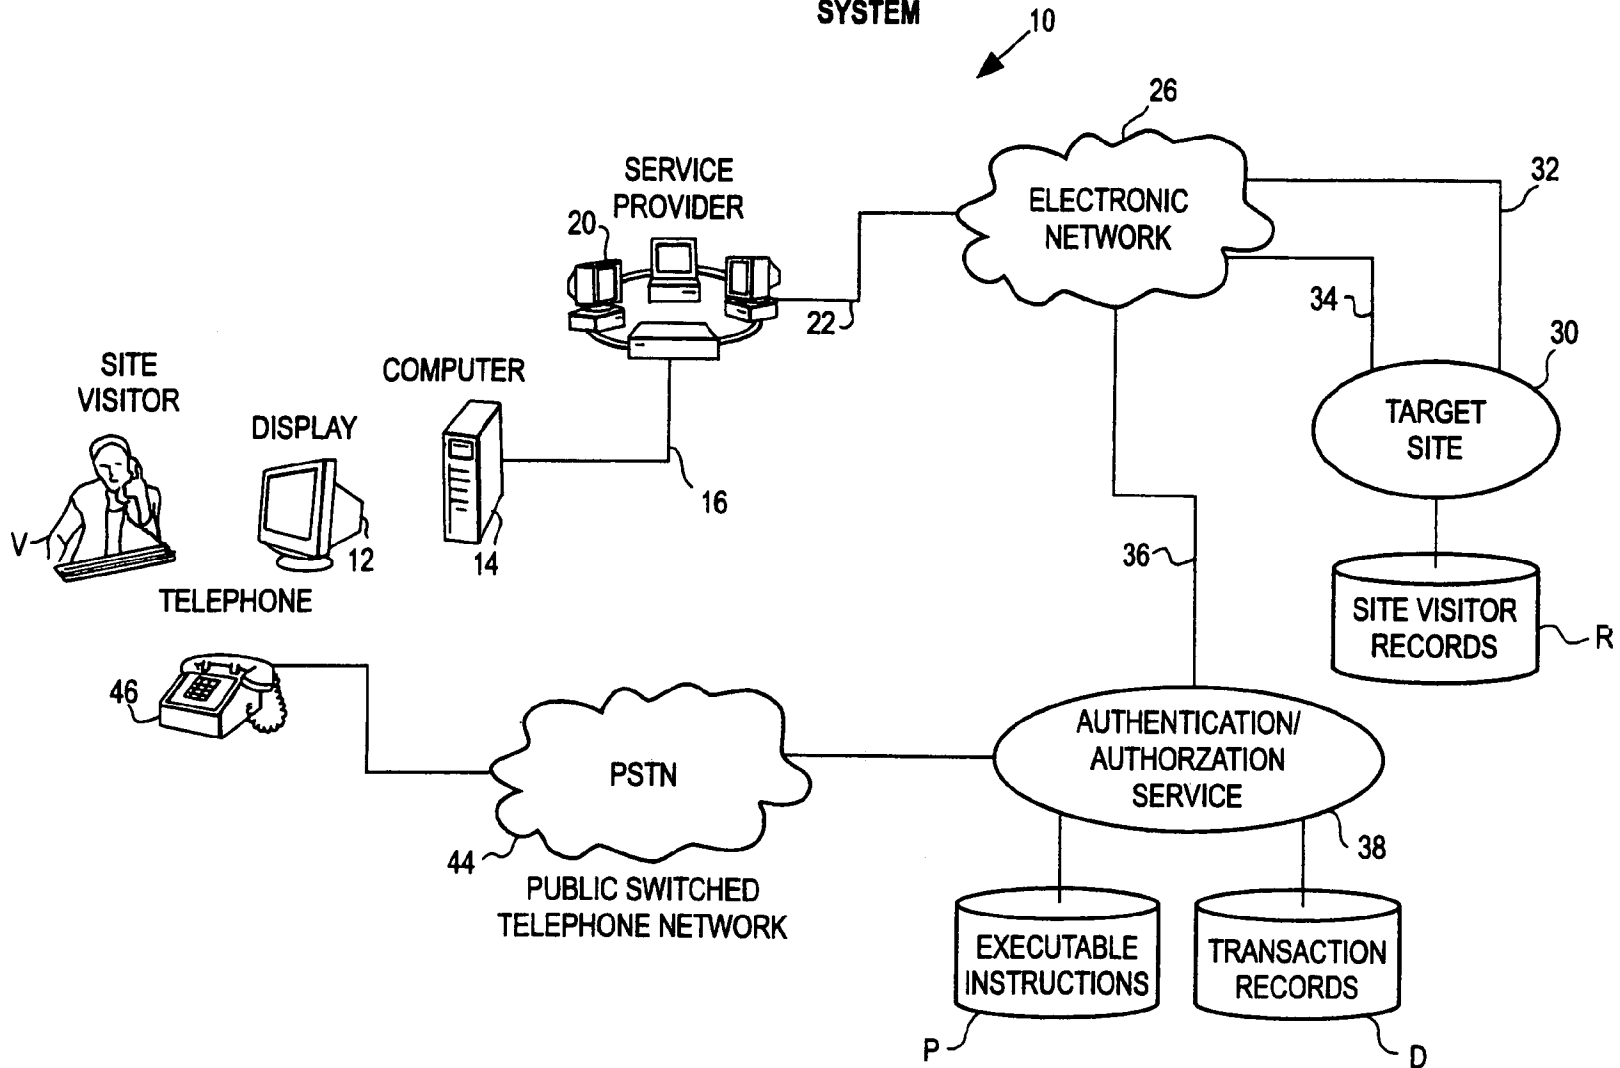 SYSTEM
10
26
SERVICE
PROVIDER
20
22
ELECTRONIC
NETWORK
32
34
30
TARGET
SITE
SITE
VISITOR
V
DISPLAY
12
COMPUTER
14
16
36
SITE VISITOR
RECORDS
R
TELEPHONE
46
PSTN
44
PUBLIC SWITCHED
TELEPHONE NETWORK
AUTHENTICATION/
AUTHORZATION
SERVICE
38
EXECUTABLE
INSTRUCTIONS
P
TRANSACTION
RECORDS
D